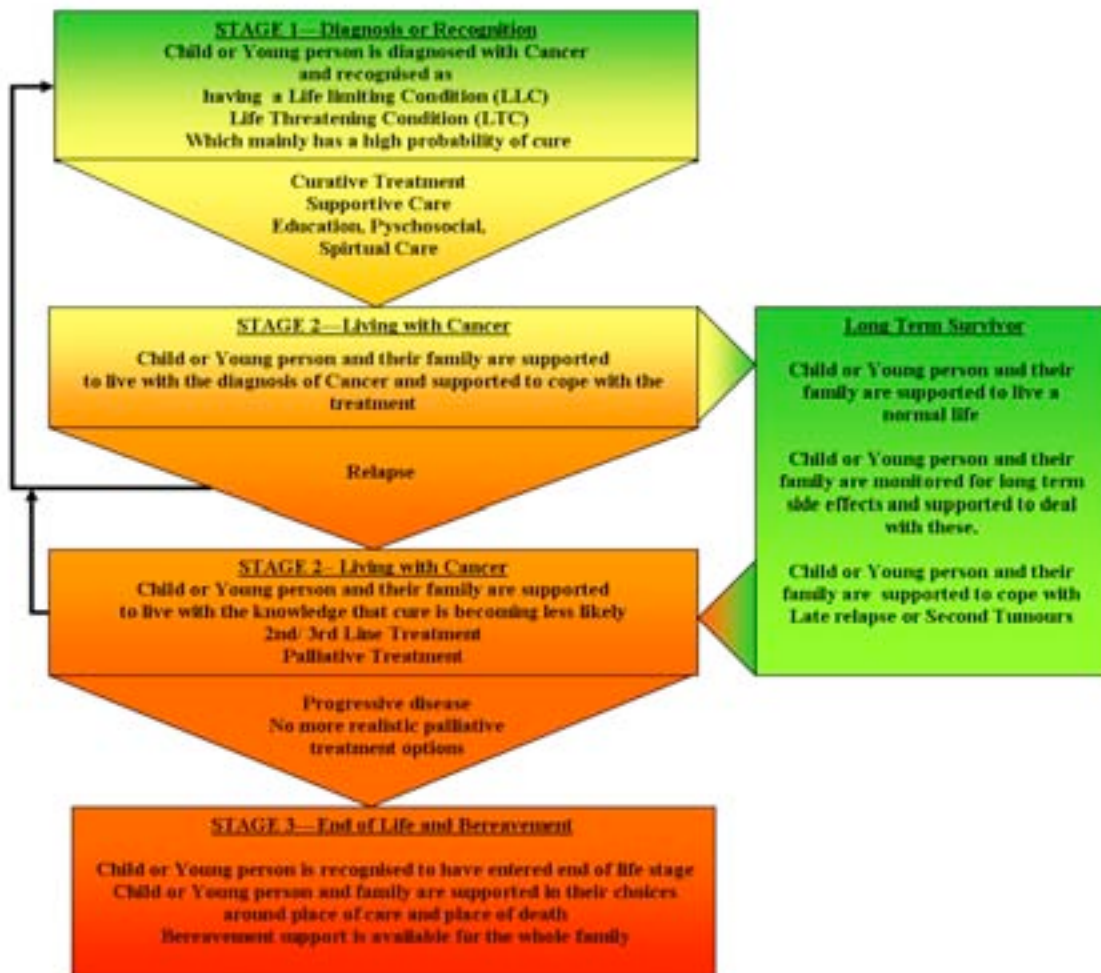 STAGE 1—Diagnosis or Recognition
Child or Young person is diagnosed with Cancer
and recognised as
having a Life limiting Condition (LLC)
Life Threatening Condition (LTC)
Which mainly has a high probability of cure
Curative Treatment
Supportive Care
Education, Pyschosocial,
Spirtual Care
STAGE 2—Living with Cancer
Child or Young person and their family are supported
to live with the diagnosis of Cancer and supported to cope with the
treatment
Relapse
STAGE 2– Living with Cancer
Child or Young person and their family are supported
to live with the knowledge that cure is becoming less likely
2nd/ 3rd Line Treatment
Palliative Treatment
Progressive disease
No more realistic palliative
treatment options
STAGE 3—End of Life and Bereavement
Child or Young person is recognised to have entered end of life stage
Child or Young person and family are supported in their choices
around place of care and place of death
Bereavement support is available for the whole family
Long Term Survivor
Child or Young person and their
family are supported to live a
normal life
Child or Young person and their
family are monitored for long term
side effects and supported to deal
with these.
Child or Young person and their
family are supported to cope with
Late relapse or Second Tumours